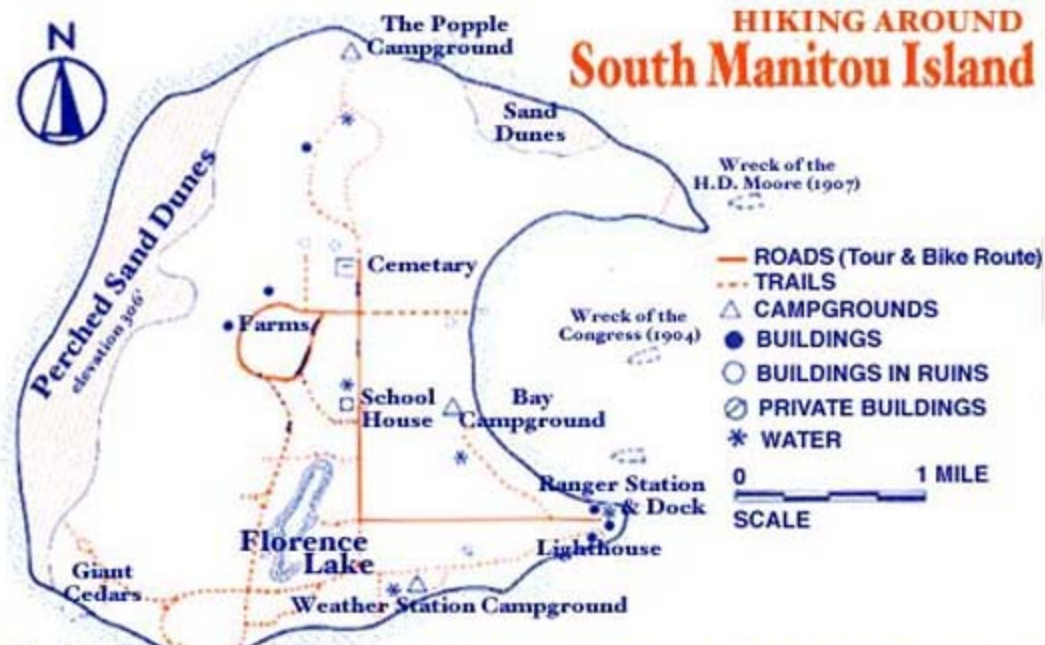 HIKING AROUND
South Manitou Island
N
The Popple
Campground
Sand
Dunes
Wreck of the
H.D. Moore (1907)
Perched Sand Dunes
elevation 306'
Cemetary
Farms
Wreck of the
Congress (1904)
School
House
Bay
Campground
Ranger Station
& Dock
Lighthouse
Florence
Lake
Giant
Cedars
Weather Station Campground
ROADS (Tour & Bike Route)
TRAILS
CAMPGROUNDS
BUILDINGS
BUILDINGS IN RUINS
PRIVATE BUILDINGS
WATER
0 1 MILE
SCALE